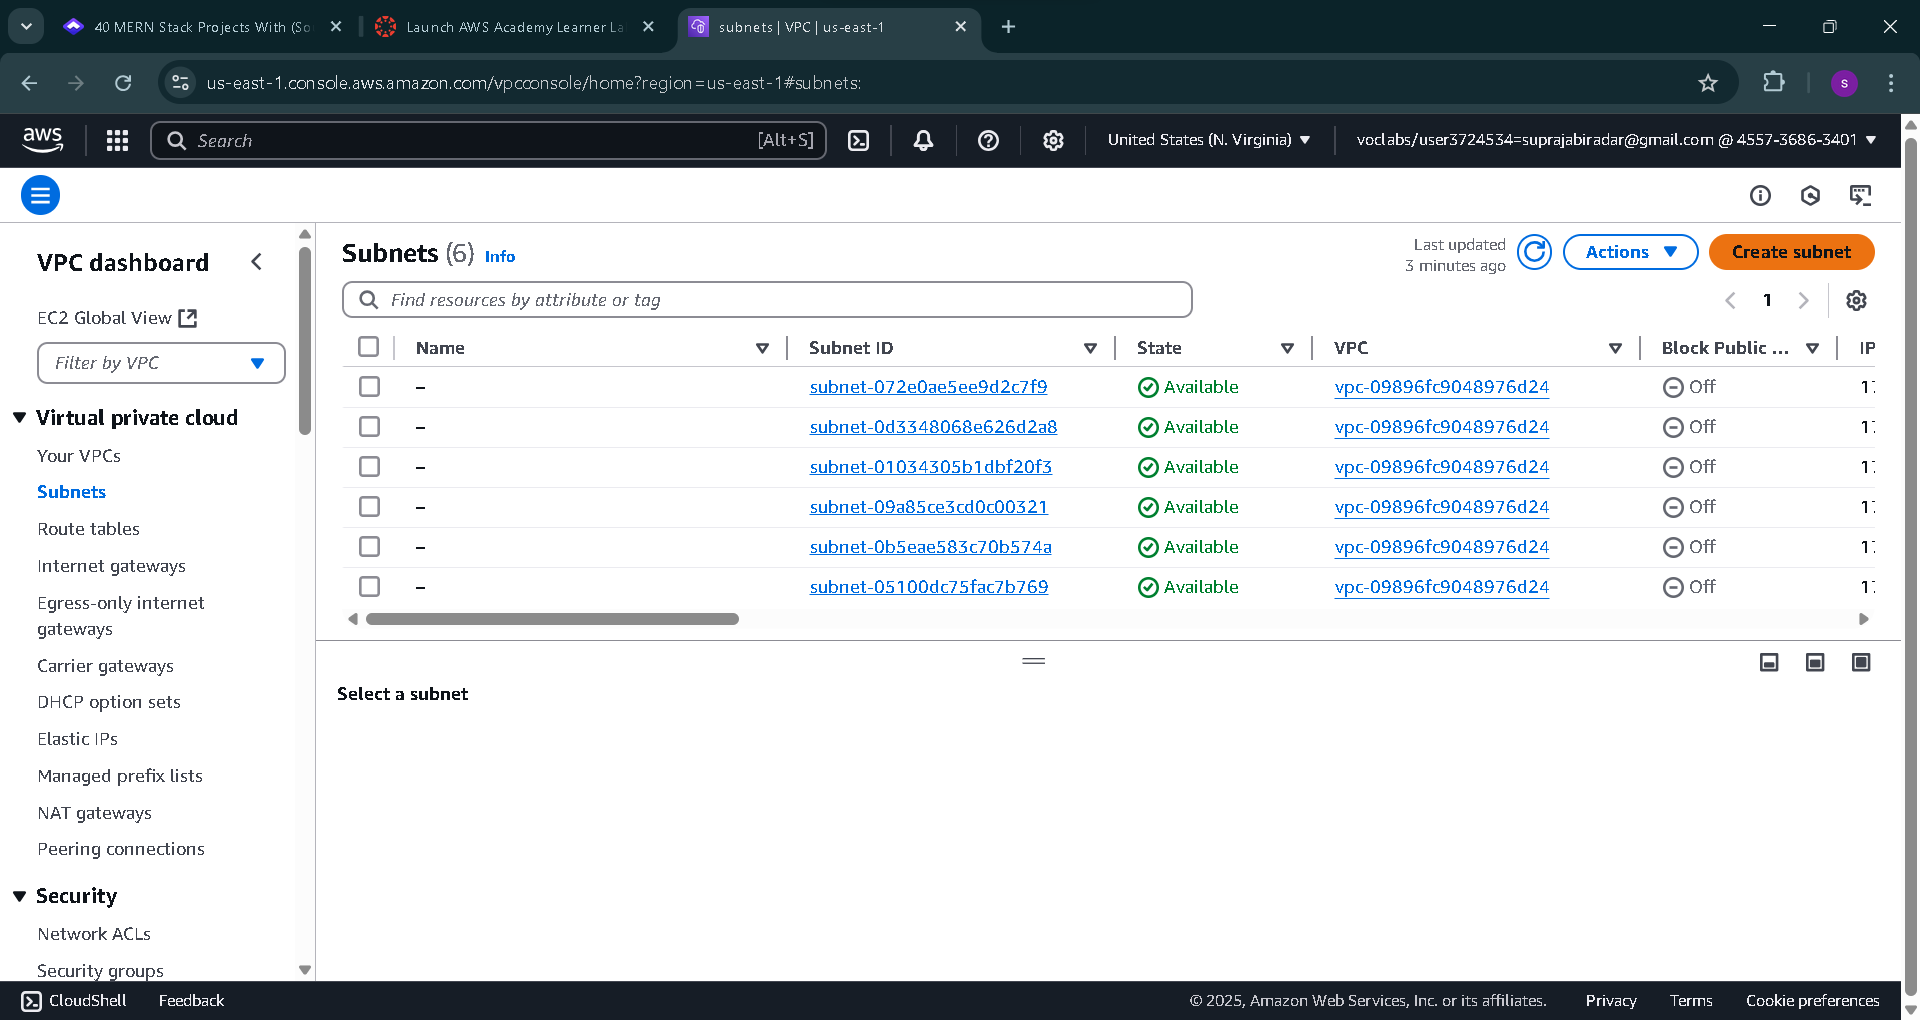 40 MERN Stack Projects With (So
Launch AWS Academy Learner La
subnets | VPC | us-east-1
us-east-1.console.aws.amazon.com/vpcconsole/home?region=us-east-1#subnets:
S
aws
Search
[Alt+S]
United States (N. Virginia)
voclabs/user3724534=suprajabiradar@gmail.com @ 4557-3686-3401
VPC dashboard
EC2 Global View
Filter by VPC
Virtual private cloud
Your VPCs
Subnets
Route tables
Internet gateways
Egress-only internet
gateways
Carrier gateways
DHCP option sets
Elastic IPs
Managed prefix lists
NAT gateways
Peering connections
Security
Network ACLs
Security groups
Subnets (6) Info
Last updated
3 minutes ago
Actions
Create subnet
Find resources by attribute or tag
1
Name Subnet ID State VPC Block Public ... IP
– subnet-072e0ae5ee9d2c7f9 Available vpc-09896fc9048976d24 Off 17
– subnet-0d3348068e626d2a8 Available vpc-09896fc9048976d24 Off 17
– subnet-01034305b1dbf20f3 Available vpc-09896fc9048976d24 Off 17
– subnet-09a85ce3cd0c00321 Available vpc-09896fc9048976d24 Off 17
– subnet-0b5eae583c70b574a Available vpc-09896fc9048976d24 Off 17
– subnet-05100dc75fac7b769 Available vpc-09896fc9048976d24 Off 17
Select a subnet
CloudShell Feedback
© 2025, Amazon Web Services, Inc. or its affiliates. Privacy Terms Cookie preferences